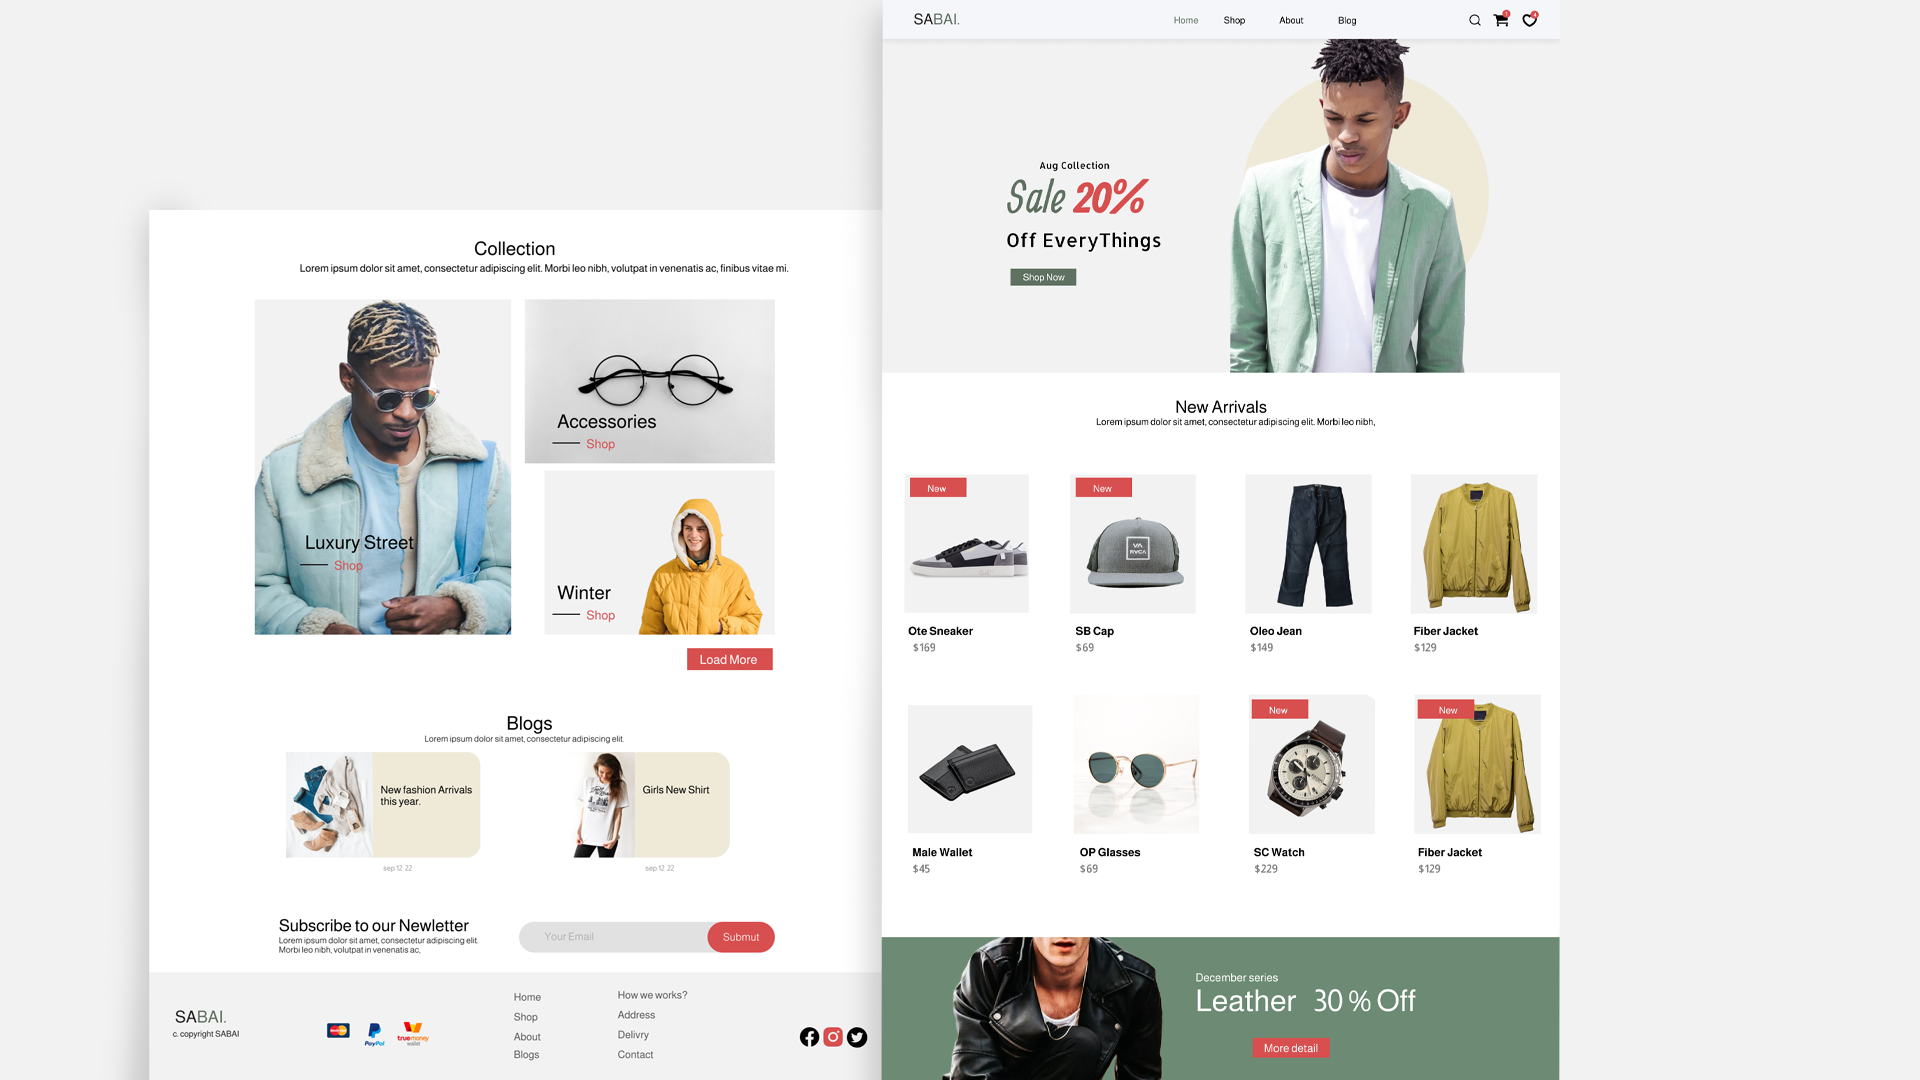 SABAI.
Home
Shop
About
Blog
Aug Collection
Sale 20%
Off EveryThings
Shop Now
New Arrivals
Lorem ipsum dolor sit amet, consectetur adipiscing elit. Morbi leo nibh,
New
New
VA
RVCA
Ote Sneaker
SB Cap
Oleo Jean
Fiber Jacket
$169
$69
$149
$129
New
New
Male Wallet
OP Glasses
SC Watch
Fiber Jacket
$45
$69
$229
$129
December series
Leather 30 % Off
More detail
Collection
Lorem ipsum dolor sit amet, consectetur adipiscing elit. Morbi leo nibh, volutpat in venenatis ac, finibus vitae mi.
Accessories
Shop
Luxury Street
Shop
Winter
Shop
Load More
Blogs
Lorem ipsum dolor sit amet, consectetur adipiscing elit.
New fashion Arrivals
this year.
Girls New Shirt
sep 12 22
sep 12 22
Subscribe to our Newletter
Lorem ipsum dolor sit amet, consectetur adipiscing elit.
Morbi leo nibh, volutpat in venenatis ac,
Your Email
Submut
SABAI.
c. copyright SABAI
PayPal
truemoney
wallet
Home
Shop
About
Blogs
How we works?
Address
Delivry
Contact